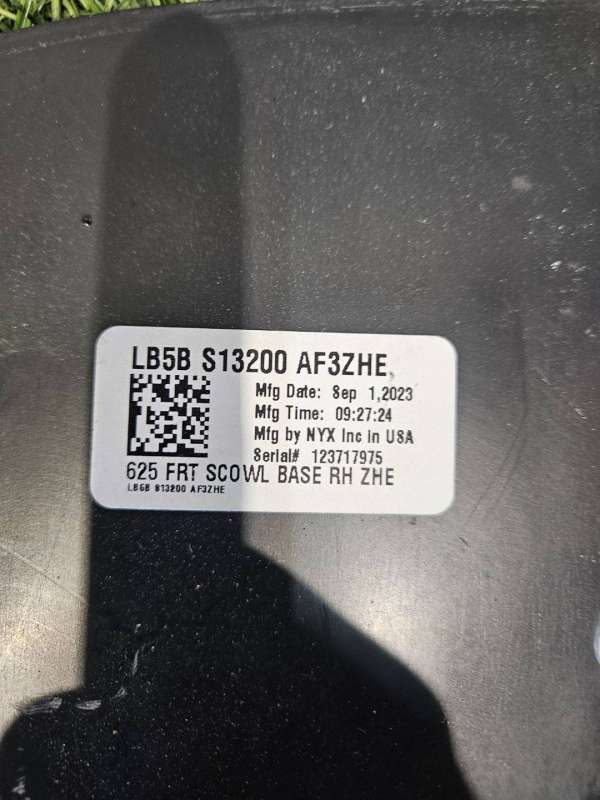 LB5B S13200 AF3ZHE
Mfg Date: Sep 1,2023
Mfg Time: 09:27:24
Mfg by NYX Inc in USA
Serial# 123717975
625 FRT SCOWL BASE RH ZHE
LB5B S13200 AF3ZHE